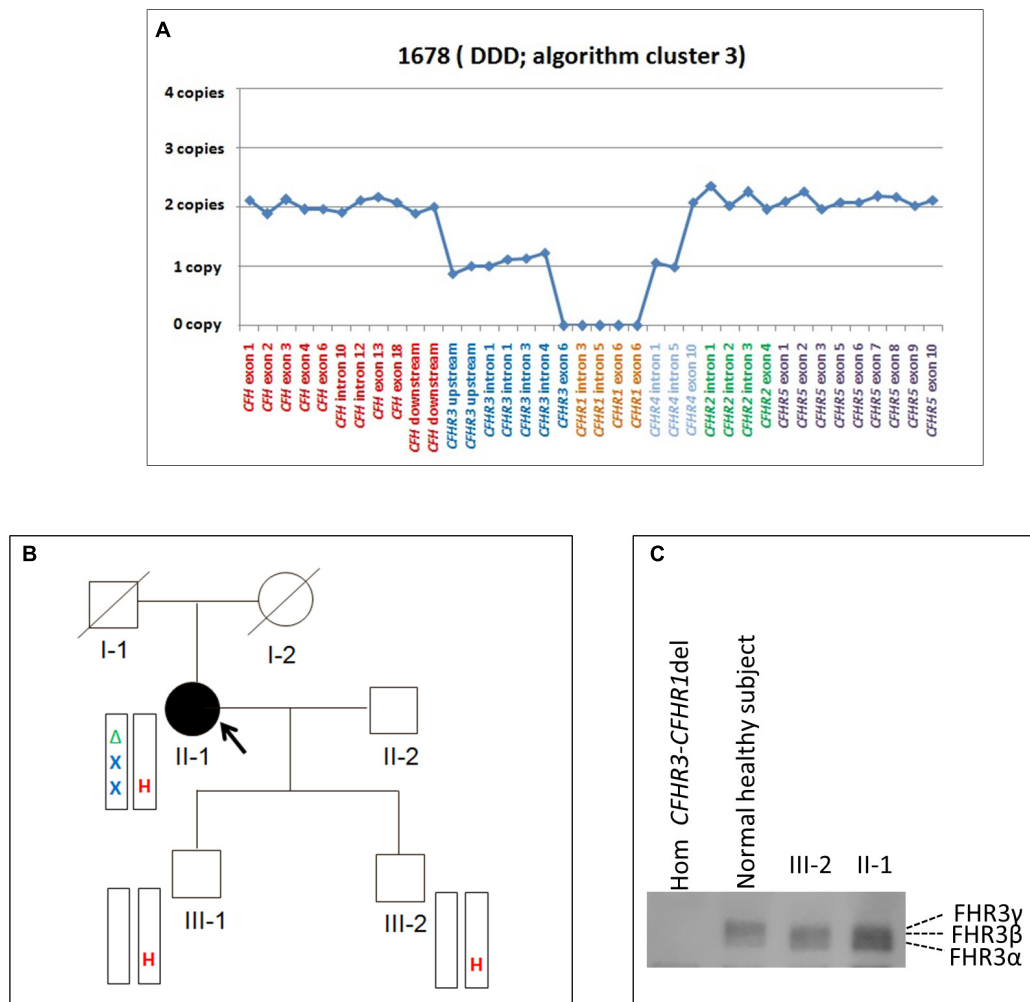 A
1678 ( DDD; algorithm cluster 3)
4 copies
3 copies
2 copies
1 copy
0 copy
CFH exon 1
CFH exon 2
CFH exon 3
CFH exon 4
CFH exon 6
CFH intron 10
CFH intron 12
CFH exon 13
CFH exon 18
CFH downstream
CFH downstream
CFHR3 upstream
CFHR3 upstream
CFHR3 intron 1
CFHR3 intron 1
CFHR3 intron 3
CFHR3 intron 4
CFHR3 exon 6
CFHR1 intron 3
CFHR1 intron 5
CFHR1 exon 6
CFHR1 exon 6
CFHR4 intron 1
CFHR4 intron 5
CFHR4 exon 10
CFHR2 intron 1
CFHR2 intron 2
CFHR2 intron 3
CFHR2 exon 4
CFHR5 exon 1
CFHR5 exon 2
CFHR5 exon 3
CFHR5 exon 5
CFHR5 exon 6
CFHR5 exon 7
CFHR5 exon 8
CFHR5 exon 9
CFHR5 exon 10
B
I-1
I-2
II-1
II-2
Δ
X
X H
III-1
III-2
H
H
C
Hom CFHR3-CFHR1del
Normal healthy subject
III-2
II-1
FHR3γ
FHR3β
FHR3α